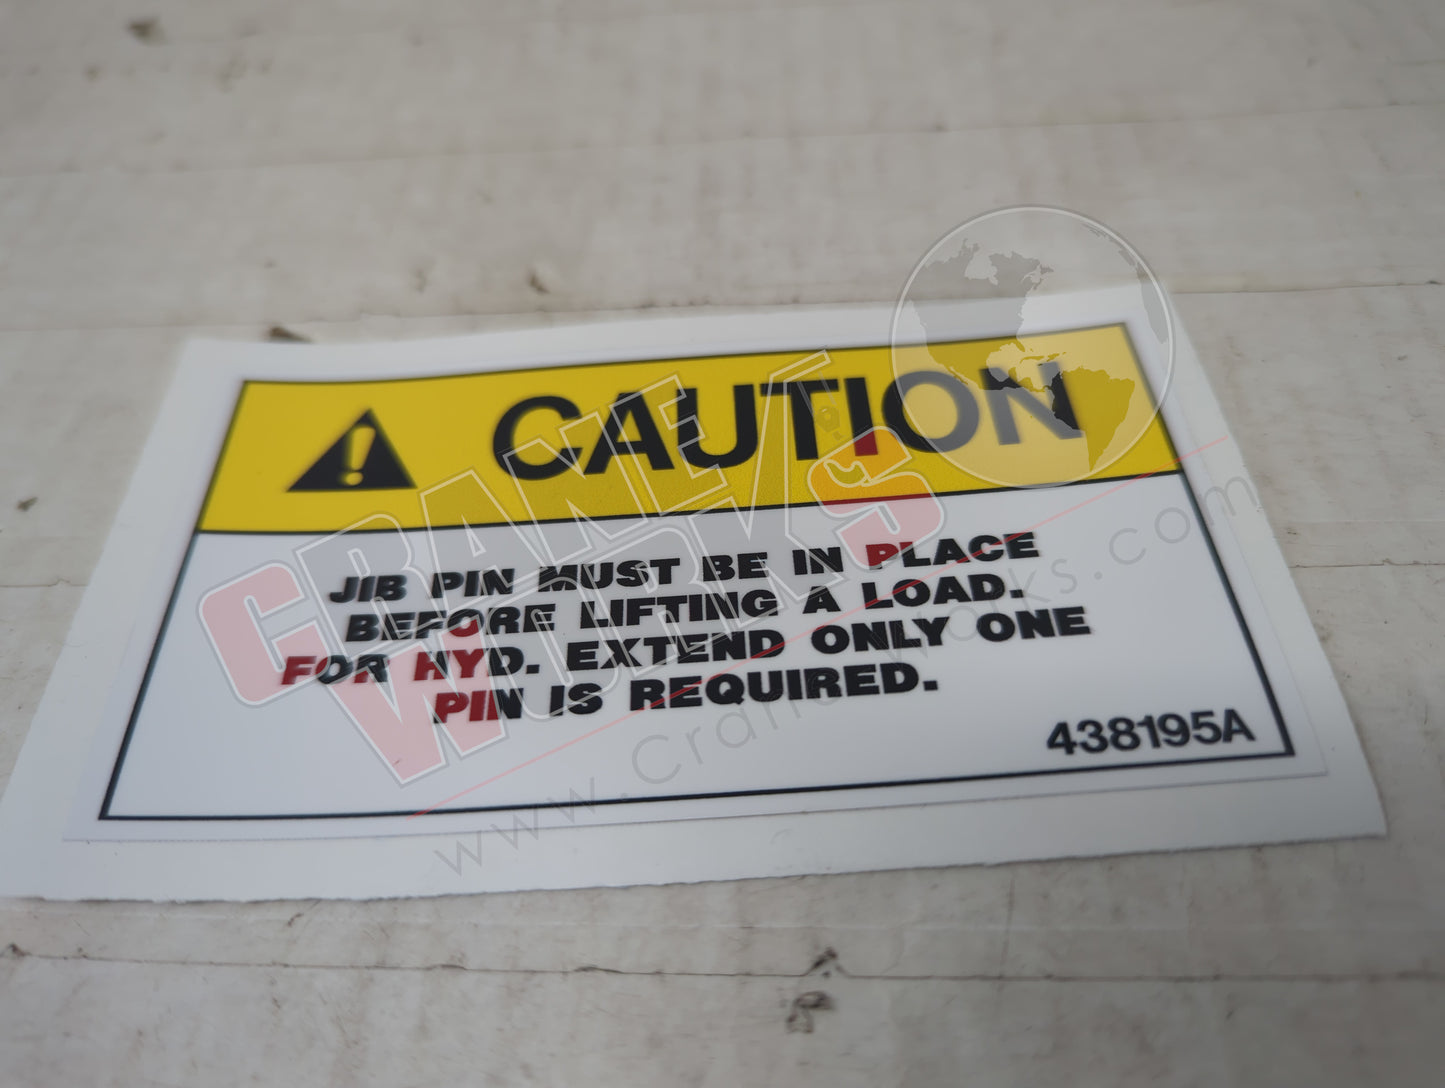 CAUTION
JIB PIN MUST BE IN PLACE
BEFORE LIFTING A LOAD.
FOR HYD. EXTEND ONLY ONE
PIN IS REQUIRED.
438195A
CRANE
WORKS
www.craneworks.com